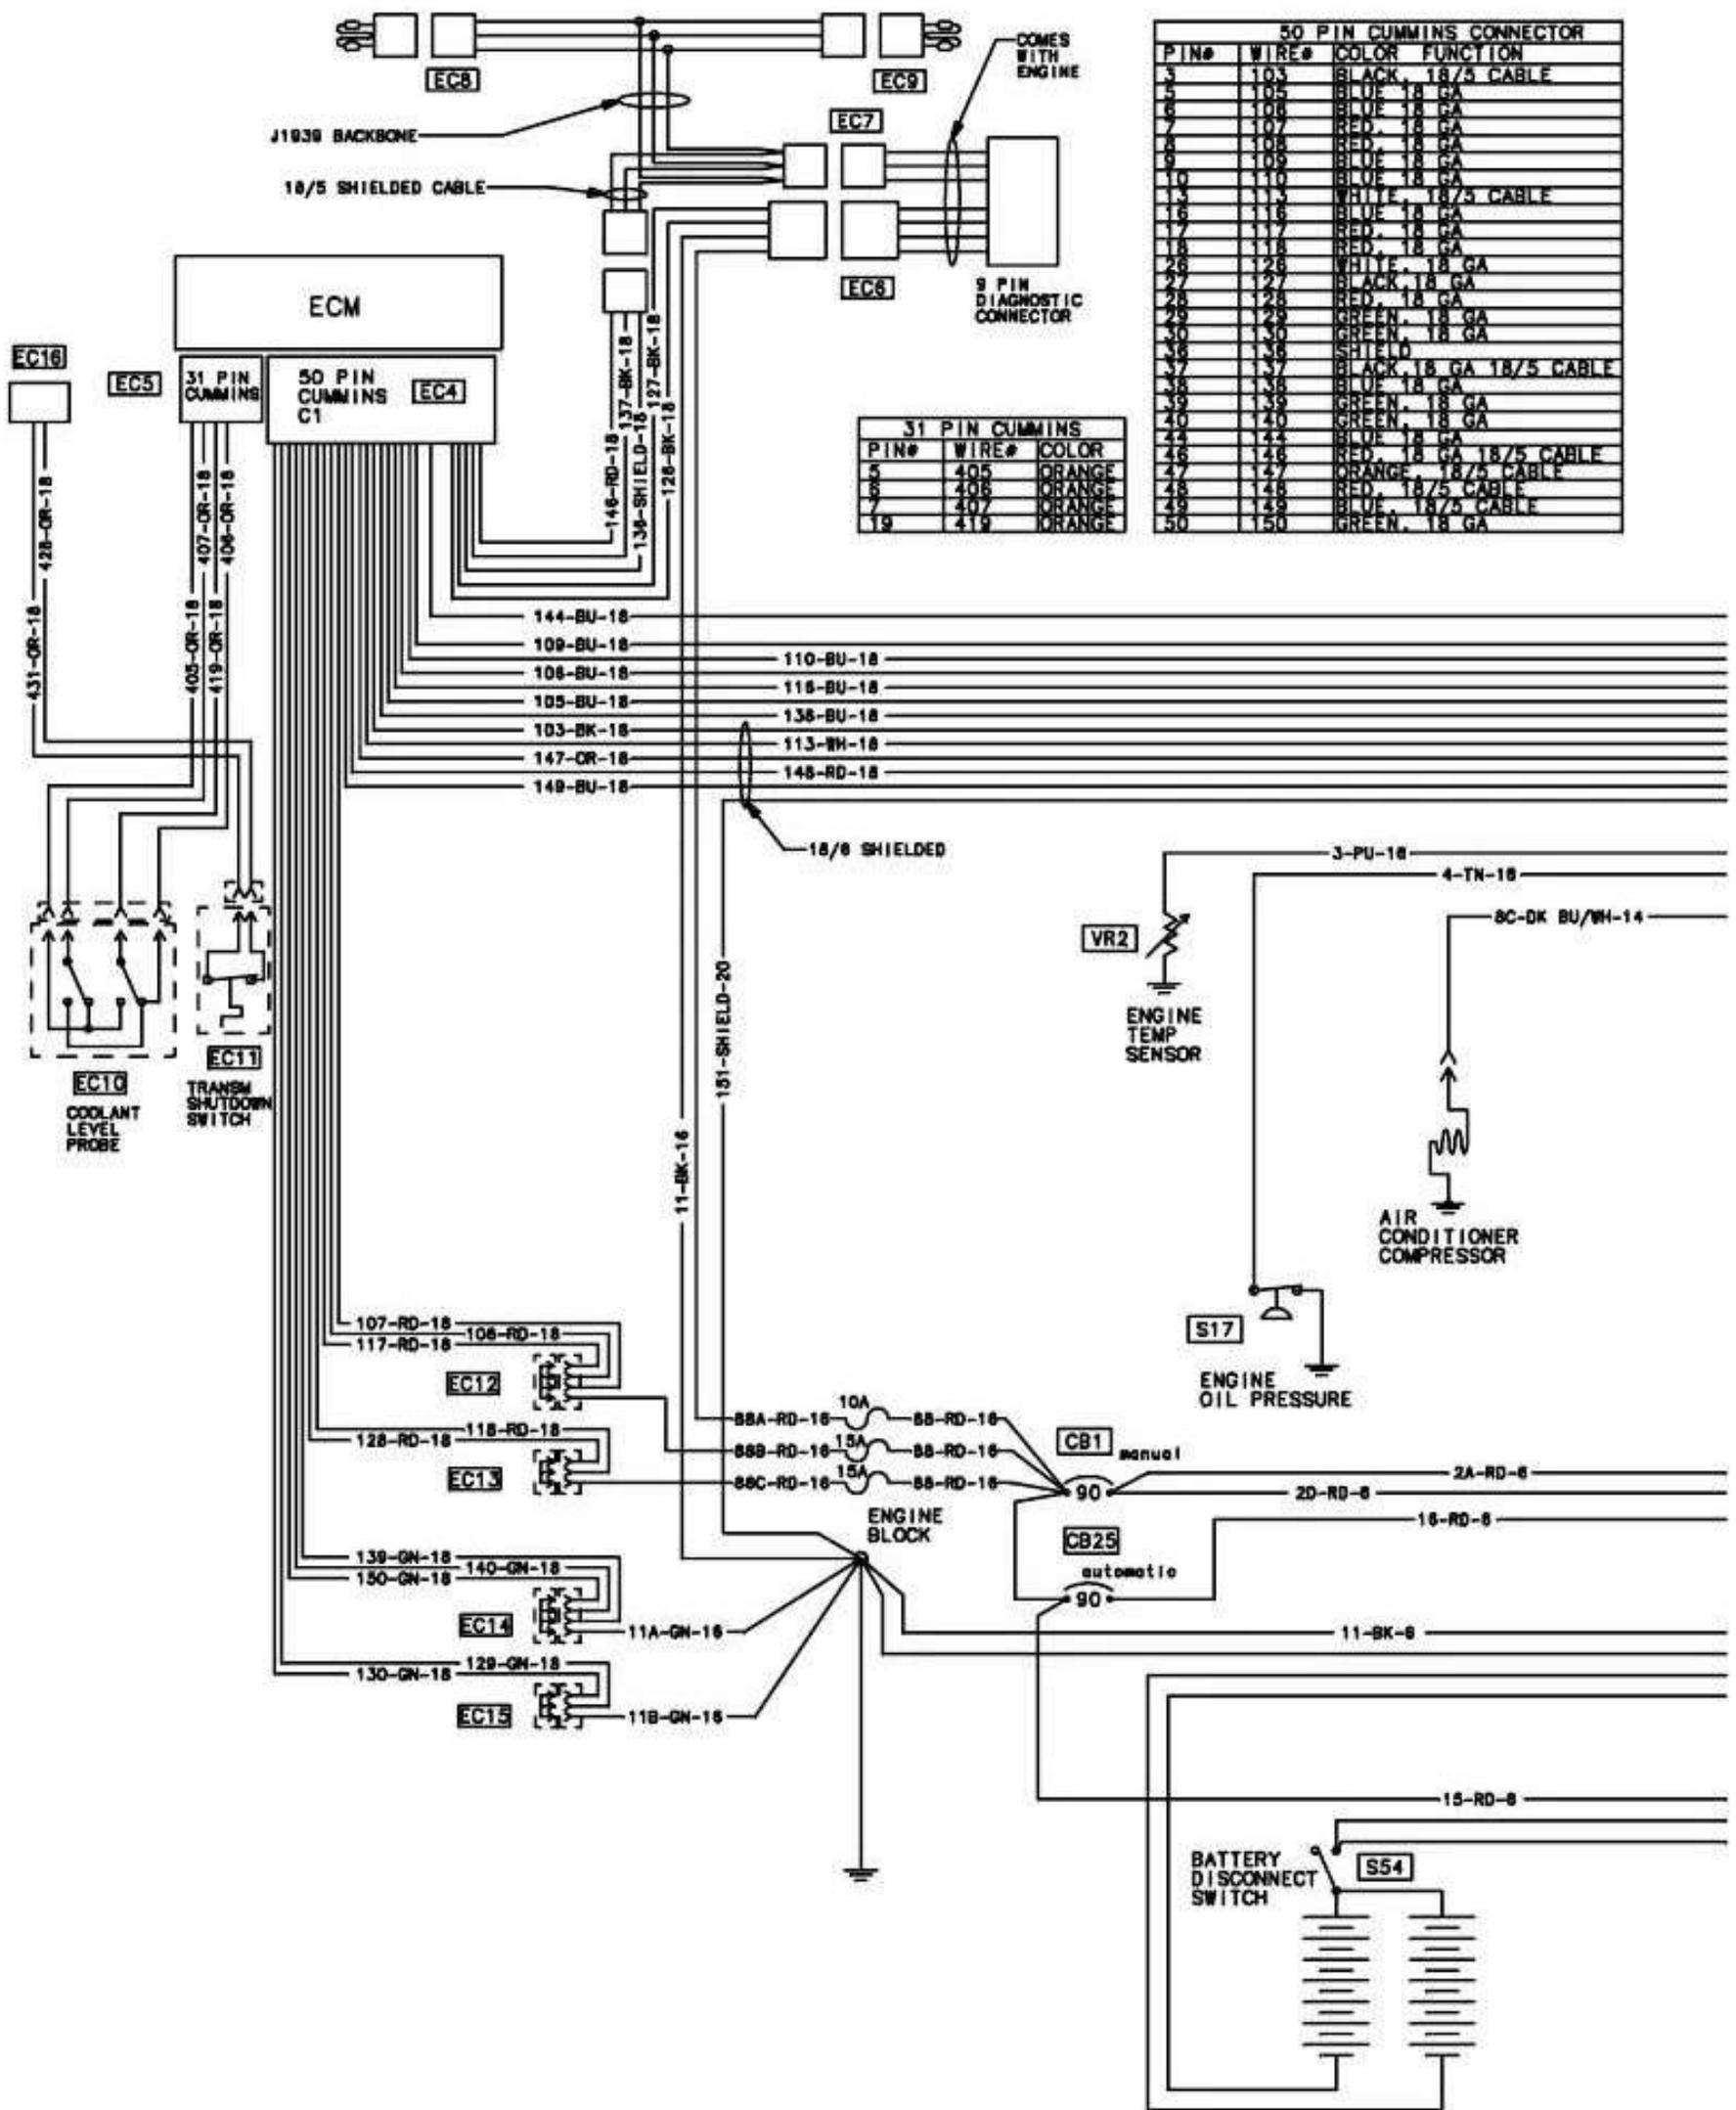 COMES
WITH
ENGINE
EC8
EC9
J1939 BACKBONE
EC7
18/5 SHIELDED CABLE
EC6
9 PIN
DIAGNOSTIC
CONNECTOR
ECM
EC16
EC5
31 PIN
CUMMINS
50 PIN
CUMMINS
C1
EC4
50 PIN CUMMINS CONNECTOR
PIN# WIRE# COLOR FUNCTION
3 103 BLACK, 18/5 CABLE
5 105 BLUE 18 GA
6 106 BLUE 18 GA
7 107 RED, 18 GA
8 108 RED, 18 GA
9 109 BLUE 18 GA
10 110 BLUE 18 GA
13 113 WHITE, 18/5 CABLE
16 116 BLUE 18 GA
17 117 RED, 18 GA
18 118 RED, 18 GA
26 126 WHITE, 18 GA
27 127 BLACK,18 GA
28 128 RED, 18 GA
29 129 GREEN, 18 GA
30 130 GREEN, 18 GA
36 136 SHIELD
37 137 BLACK,18 GA 18/5 CABLE
38 138 BLUE 18 GA
39 139 GREEN, 18 GA
40 140 GREEN, 18 GA
44 144 BLUE 18 GA
46 146 RED, 18 GA 18/5 CABLE
47 147 ORANGE, 18/5 CABLE
48 148 RED, 18/5 CABLE
49 149 BLUE, 18/5 CABLE
50 150 GREEN, 18 GA
31 PIN CUMMINS
PIN# WIRE# COLOR
5 405 ORANGE
406 ORANGE
7 407 ORANGE
19 419 ORANGE
431-OR-18
428-OR-18
405-OR-18
407-OR-18
419-OR-18
406-OR-18
146-RD-18
137-BK-18
136-SHIELD-18
127-BK-18
126-BK-18
144-BU-18
109-BU-18
110-BU-18
106-BU-18
116-BU-18
105-BU-18
138-BU-18
103-BK-18
113-WH-18
147-OR-18
148-RD-18
149-BU-18
18/6 SHIELDED
3-PU-16
4-TN-16
8C-DK BU/WH-14
VR2
ENGINE
TEMP
SENSOR
EC10
COOLANT
LEVEL
PROBE
EC11
TRANSM
SHUTDOWN
SWITCH
11-BK-16
151-SHIELD-20
AIR
CONDITIONER
COMPRESSOR
S17
ENGINE
OIL PRESSURE
107-RD-18
108-RD-18
117-RD-18
EC12
118-RD-18
128-RD-18
EC13
88A-RD-16 10A 88-RD-16
88B-RD-16 15A 88-RD-16
88C-RD-16 15A 88-RD-16
CB1
manual
90
2A-RD-6
2D-RD-6
16-RD-6
ENGINE
BLOCK
CB25
automatic
90
139-GN-18
140-GN-18
150-GN-18
EC14
11A-GN-16
11-BK-6
129-GN-18
130-GN-18
EC15
11B-GN-16
15-RD-6
BATTERY
DISCONNECT
SWITCH
S54